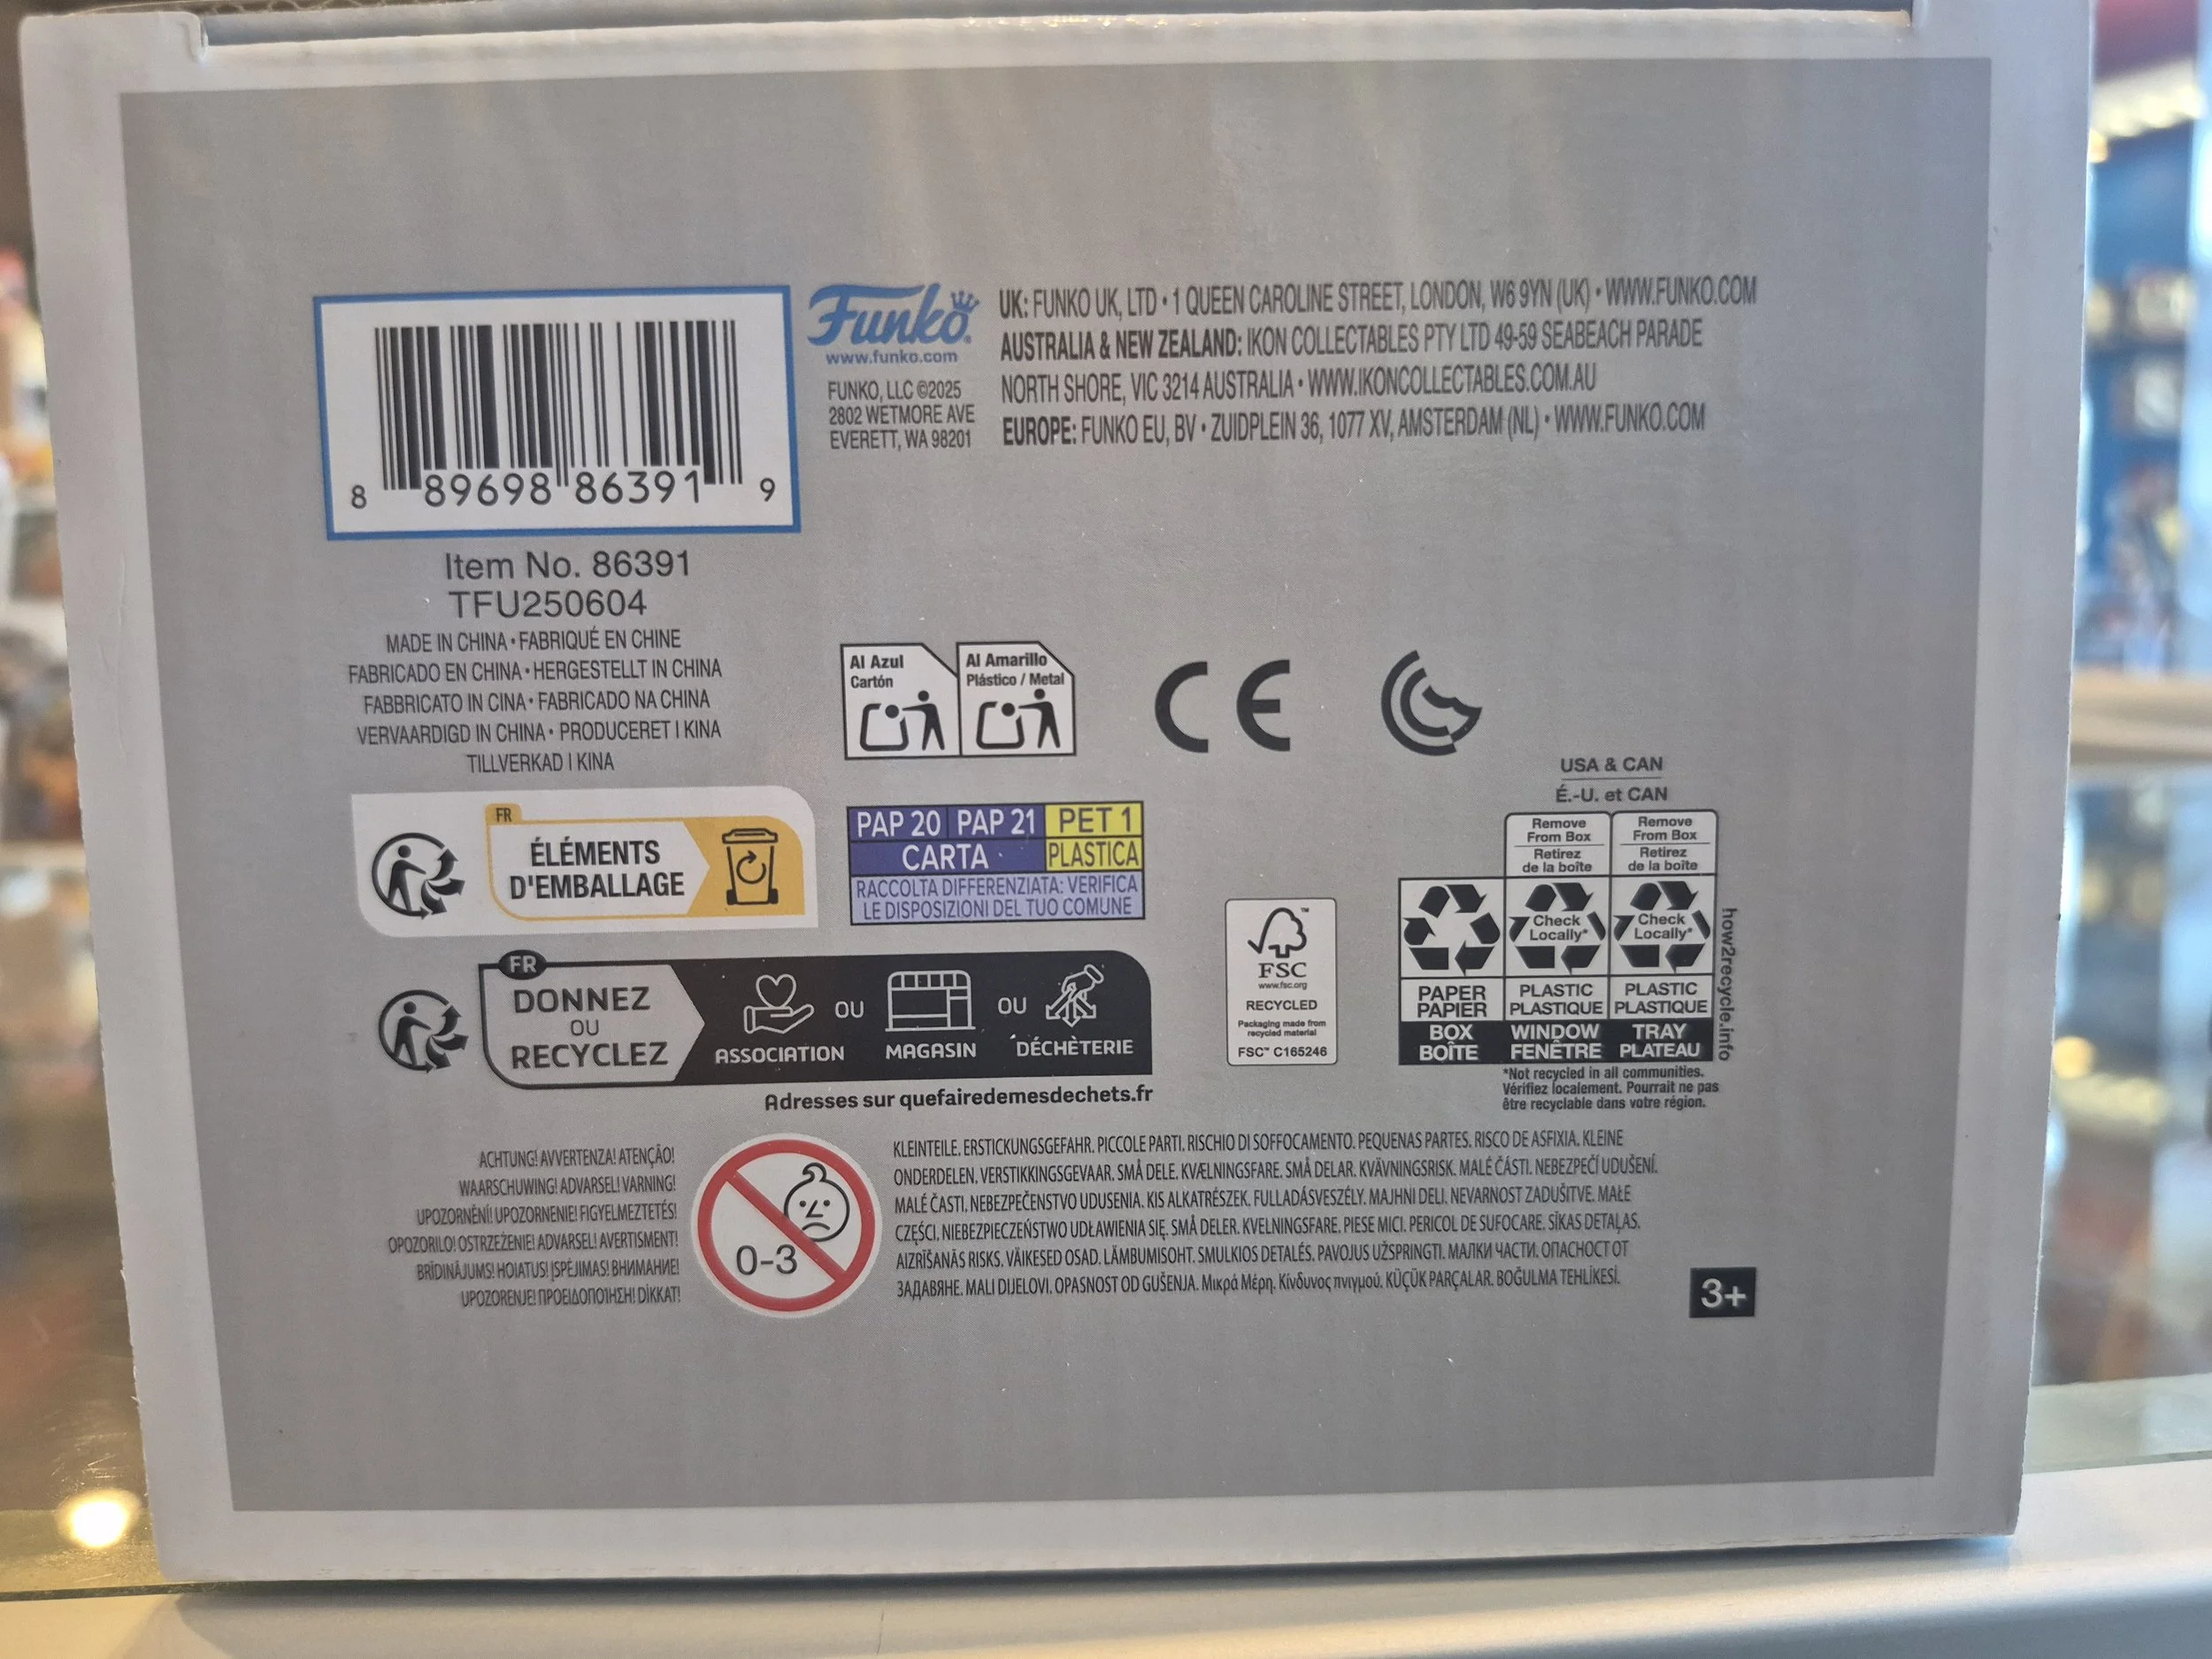 8 89698 86391 9
Item No. 86391
TFU250604
MADE IN CHINA • FABRIQUÉ EN CHINE
FABRICADO EN CHINA • HERGESTELLT IN CHINA
FABBRICATO IN CINA • FABRICADO NA CHINA
VERVAARDIGD IN CHINA • PRODUCERET I KINA
TILLVERKAD I KINA
Funko
www.funko.com
FUNKO, LLC ©2025
2802 WETMORE AVE
EVERETT, WA 98201
UK: FUNKO UK, LTD • 1 QUEEN CAROLINE STREET, LONDON, W6 9YN (UK) • WWW.FUNKO.COM
AUSTRALIA & NEW ZEALAND: IKON COLLECTABLES PTY LTD 49-59 SEABEACH PARADE
NORTH SHORE, VIC 3214 AUSTRALIA • WWW.IKONCOLLECTABLES.COM.AU
EUROPE: FUNKO EU, BV • ZUIDPLEIN 36, 1077 XV, AMSTERDAM (NL) • WWW.FUNKO.COM
Al Azul
Cartón
Al Amarillo
Plástico / Metal
CE
FR
ÉLÉMENTS
D'EMBALLAGE
PAP 20 PAP 21 PET 1
CARTA PLASTICA
RACCOLTA DIFFERENZIATA: VERIFICA
LE DISPOSIZIONI DEL TUO COMUNE
FR
DONNEZ
OU
RECYCLEZ
ASSOCIATION
OU
MAGASIN
OU
DÉCHÈTERIE
Adresses sur quefairedemesdechets.fr
FSC
www.fsc.org
RECYCLED
Packaging made from
recycled material
FSC™ C165246
USA & CAN
É.-U. et CAN
Remove
From Box
Retirez
de la boîte
Remove
From Box
Retirez
de la boîte
Check
Locally*
Check
Locally*
PAPER
PAPIER
PLASTIC
PLASTIQUE
PLASTIC
PLASTIQUE
BOX
BOÎTE
WINDOW
FENÊTRE
TRAY
PLATEAU
how2recycle.info
*Not recycled in all communities.
Vérifiez localement. Pourrait ne pas
être recyclable dans votre région.
ACHTUNG! AVVERTENZA! ATENÇÃO!
WAARSCHUWING! ADVARSEL! VARNING!
UPOZORNĚNÍ! UPOZORNENIE! FIGYELMEZTETÉS!
OPOZORILO! OSTRZEŻENIE! ADVARSEL! AVERTISMENT!
BRĪDINĀJUMS! HOIATUS! ĮSPĖJIMAS! ВНИМАНИЕ!
UPOZORENJE! ΠΡΟΕΙΔΟΠΟΙΗΣΗ! DİKKAT!
0-3
KLEINTEILE. ERSTICKUNGSGEFAHR. PICCOLE PARTI. RISCHIO DI SOFFOCAMENTO. PEQUENAS PARTES. RISCO DE ASFIXIA. KLEINE
ONDERDELEN. VERSTIKKINGSGEVAAR. SMÅ DELE. KVÆLNINGSFARE. SMÅ DELAR. KVÄVNINGSRISK. MALÉ ČÁSTI. NEBEZPEČÍ UDUŠENÍ.
MALÉ ČASTI. NEBEZPEČENSTVO UDUSENIA. KIS ALKATRÉSZEK. FULLADÁSVESZÉLY. MAJHNI DELI. NEVARNOST ZADUŠITVE. MAŁE
CZĘŚCI. NIEBEZPIECZEŃSTWO UDŁAWIENIA SIĘ. SMÅ DELER. KVELNINGSFARE. PIESE MICI. PERICOL DE SUFOCARE. SĪKAS DETAĻAS.
AIZRĪŠANĀS RISKS. VÄIKESED OSAD. LÄMBUMISOHT. SMULKIOS DETALĖS. PAVOJUS UŽSPRINGTI. МАЛКИ ЧАСТИ. ОПАСНОСТ ОТ
ЗАДАВЯНЕ. MALI DIJELOVI. OPASNOST OD GUŠENJA. Μικρά Μέρη. Κίνδυνος πνιγμού. KÜÇÜK PARÇALAR. BOĞULMA TEHLİKESİ.
3+